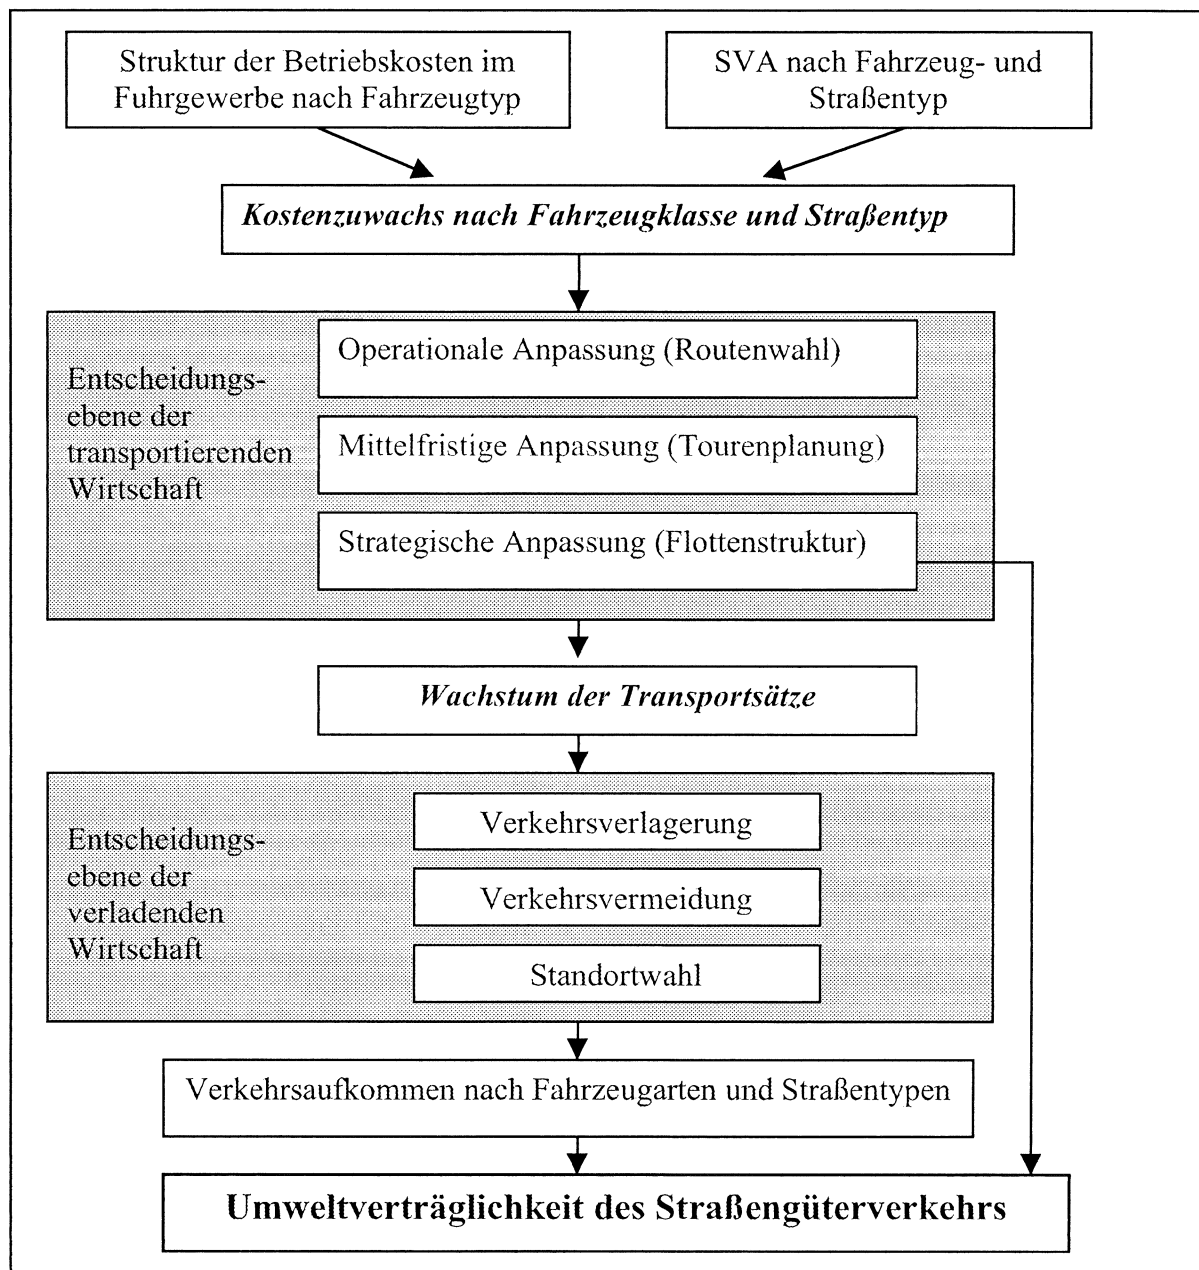 Struktur der Betriebskosten im
Fuhrgewerbe nach Fahrzeugtyp
SVA nach Fahrzeug- und
Straßentyp
Kostenzuwachs nach Fahrzeugklasse und Straßentyp
Entscheidungs-
ebene der
transportierenden
Wirtschaft
Operationale Anpassung (Routenwahl)
Mittelfristige Anpassung (Tourenplanung)
Strategische Anpassung (Flottenstruktur)
Wachstum der Transportsätze
Entscheidungs-
ebene der
verladenden
Wirtschaft
Verkehrsverlagerung
Verkehrsvermeidung
Standortwahl
Verkehrsaufkommen nach Fahrzeugarten und Straßentypen
Umweltverträglichkeit des Straßengüterverkehrs